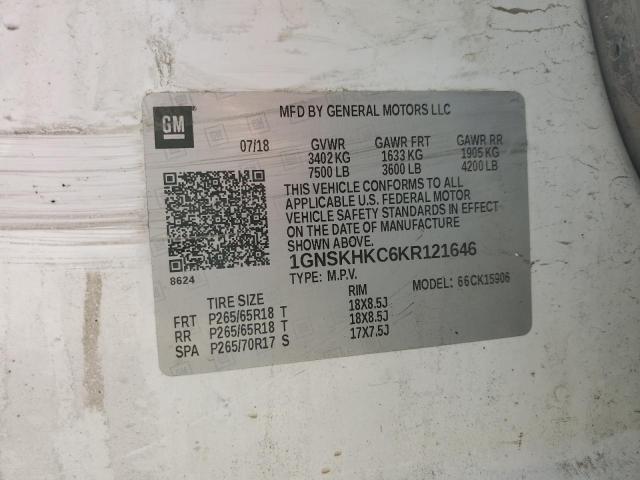 GM
MFD BY GENERAL MOTORS LLC
07/18 GVWR GAWR FRT GAWR RR
3402 KG 1633 KG 1905 KG
7500 LB 3600 LB 4200 LB
THIS VEHICLE CONFORMS TO ALL
APPLICABLE U.S. FEDERAL MOTOR
VEHICLE SAFETY STANDARDS IN EFFECT
ON THE DATE OF MANUFACTURE
SHOWN ABOVE.
1GNSKHKC6KR121646
8624 TYPE: M.P.V. MODEL: 66CK15906
TIRE SIZE RIM
FRT P265/65R18 T 18X8.5J
RR P265/65R18 T 18X8.5J
SPA P265/70R17 S 17X7.5J